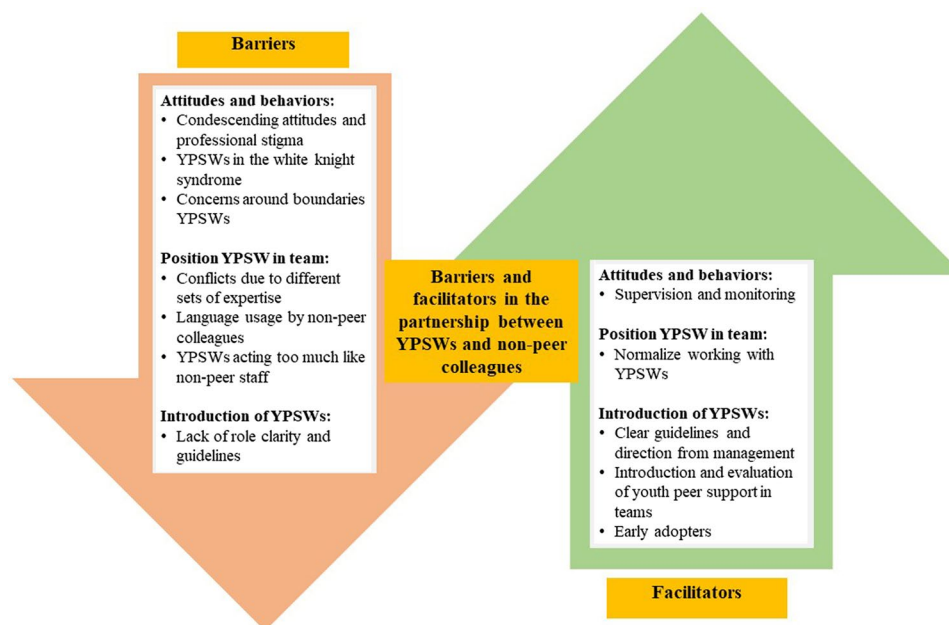 Barriers
Attitudes and behaviors:
• Condescending attitudes and
professional stigma
• YPSWs in the white knight
syndrome
• Concerns around boundaries
YPSWs
Position YPSW in team:
• Conflicts due to different
sets of expertise
• Language usage by non-peer
colleagues
• YPSWs acting too much like
non-peer staff
Introduction of YPSWs:
• Lack of role clarity and
guidelines
Barriers and
facilitators in the
partnership between
YPSWs and non-peer
colleagues
Attitudes and behaviors:
• Supervision and monitoring
Position YPSW in team:
• Normalize working with
YPSWs
Introduction of YPSWs:
• Clear guidelines and
direction from management
• Introduction and evaluation
of youth peer support in
teams
• Early adopters
Facilitators